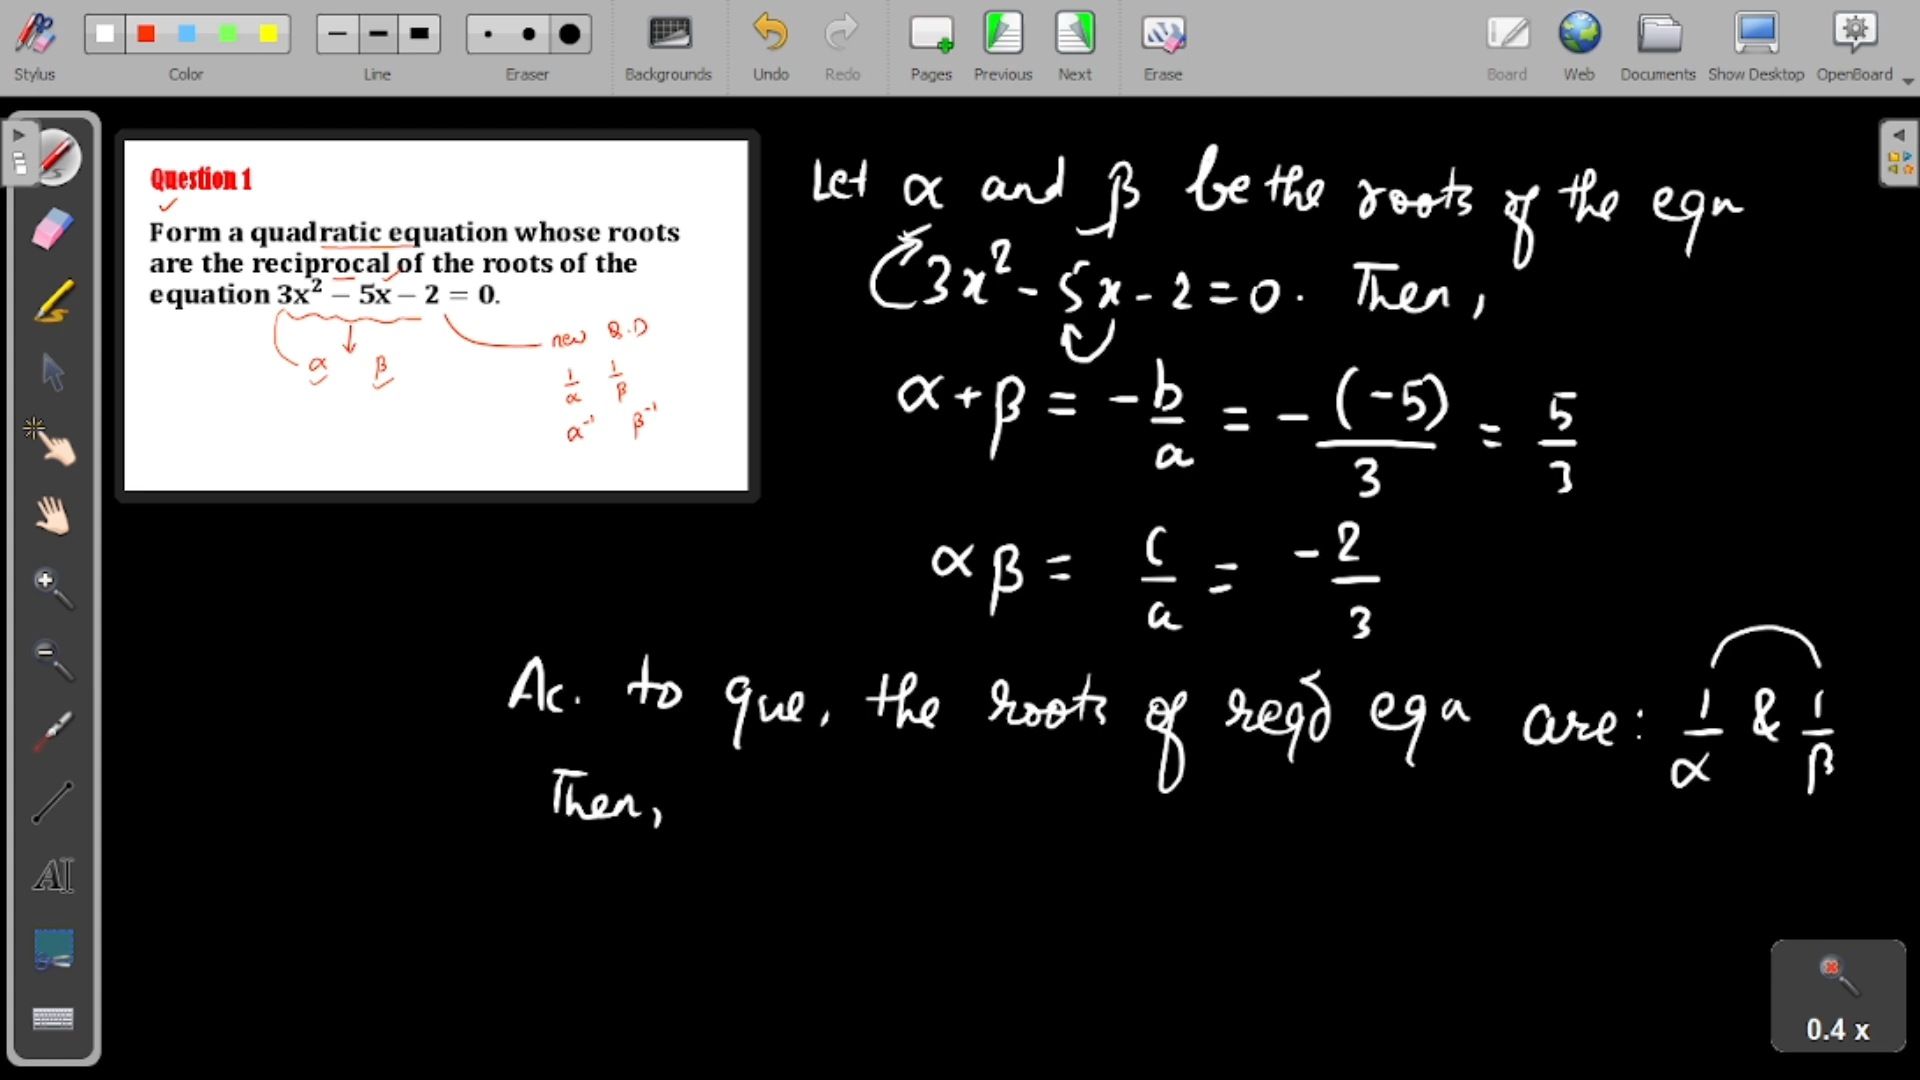 Stylus Color Line Eraser Backgrounds Undo Redo Pages Previous Next Erase Board Web Documents Show Desktop OpenBoard
Question 1
Form a quadratic equation whose roots
are the reciprocal of the roots of the
equation 3x² − 5x − 2 = 0.
α β
new Q.D
1/α 1/β
α⁻¹ β⁻¹
Let α and β be the roots of the eqn
3x² - 5x - 2 = 0. Then,
α + β = -b/a = -(-5)/3 = 5/3
αβ = c/a = -2/3
Ac. to que, the roots of reqd eqn are: 1/α & 1/β
Then,
AI
0.4 x